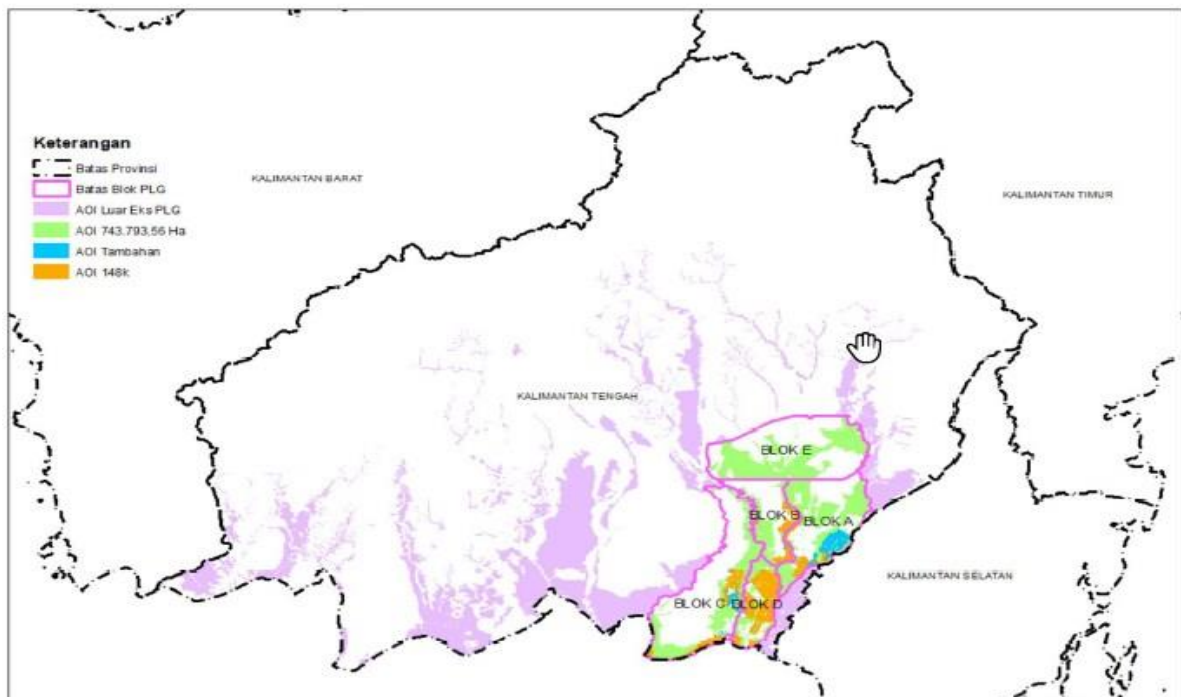 Keterangan
Batas Provinsi
Batas Blok PLG
AOI Luar Eks PLG
AOI 743.793,56 Ha
AOI Tambahan
AOI 148k
KALIMANTAN BARAT
KALIMANTAN TIMUR
KALIMANTAN TENGAH
BLOK E
BLOK B
BLOK A
KALIMANTAN SELATAN
BLOK C
BLOK D